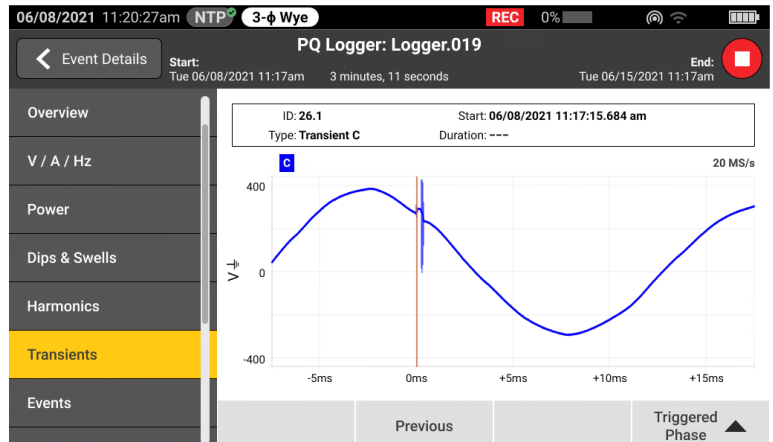 06/08/2021 11:20:27am NTP 3-ϕ Wye REC 0%
Event Details
PQ Logger: Logger.019
Start:
Tue 06/08/2021 11:17am 3 minutes, 11 seconds
End:
Tue 06/15/2021 11:17am
Overview
V / A / Hz
Power
Dips & Swells
Harmonics
Transients
Events
ID: 26.1 Start: 06/08/2021 11:17:15.684 am
Type: Transient C Duration: ---
C 20 MS/s
400
0
-400
V
-5ms 0ms +5ms +10ms +15ms
Previous
Triggered
Phase